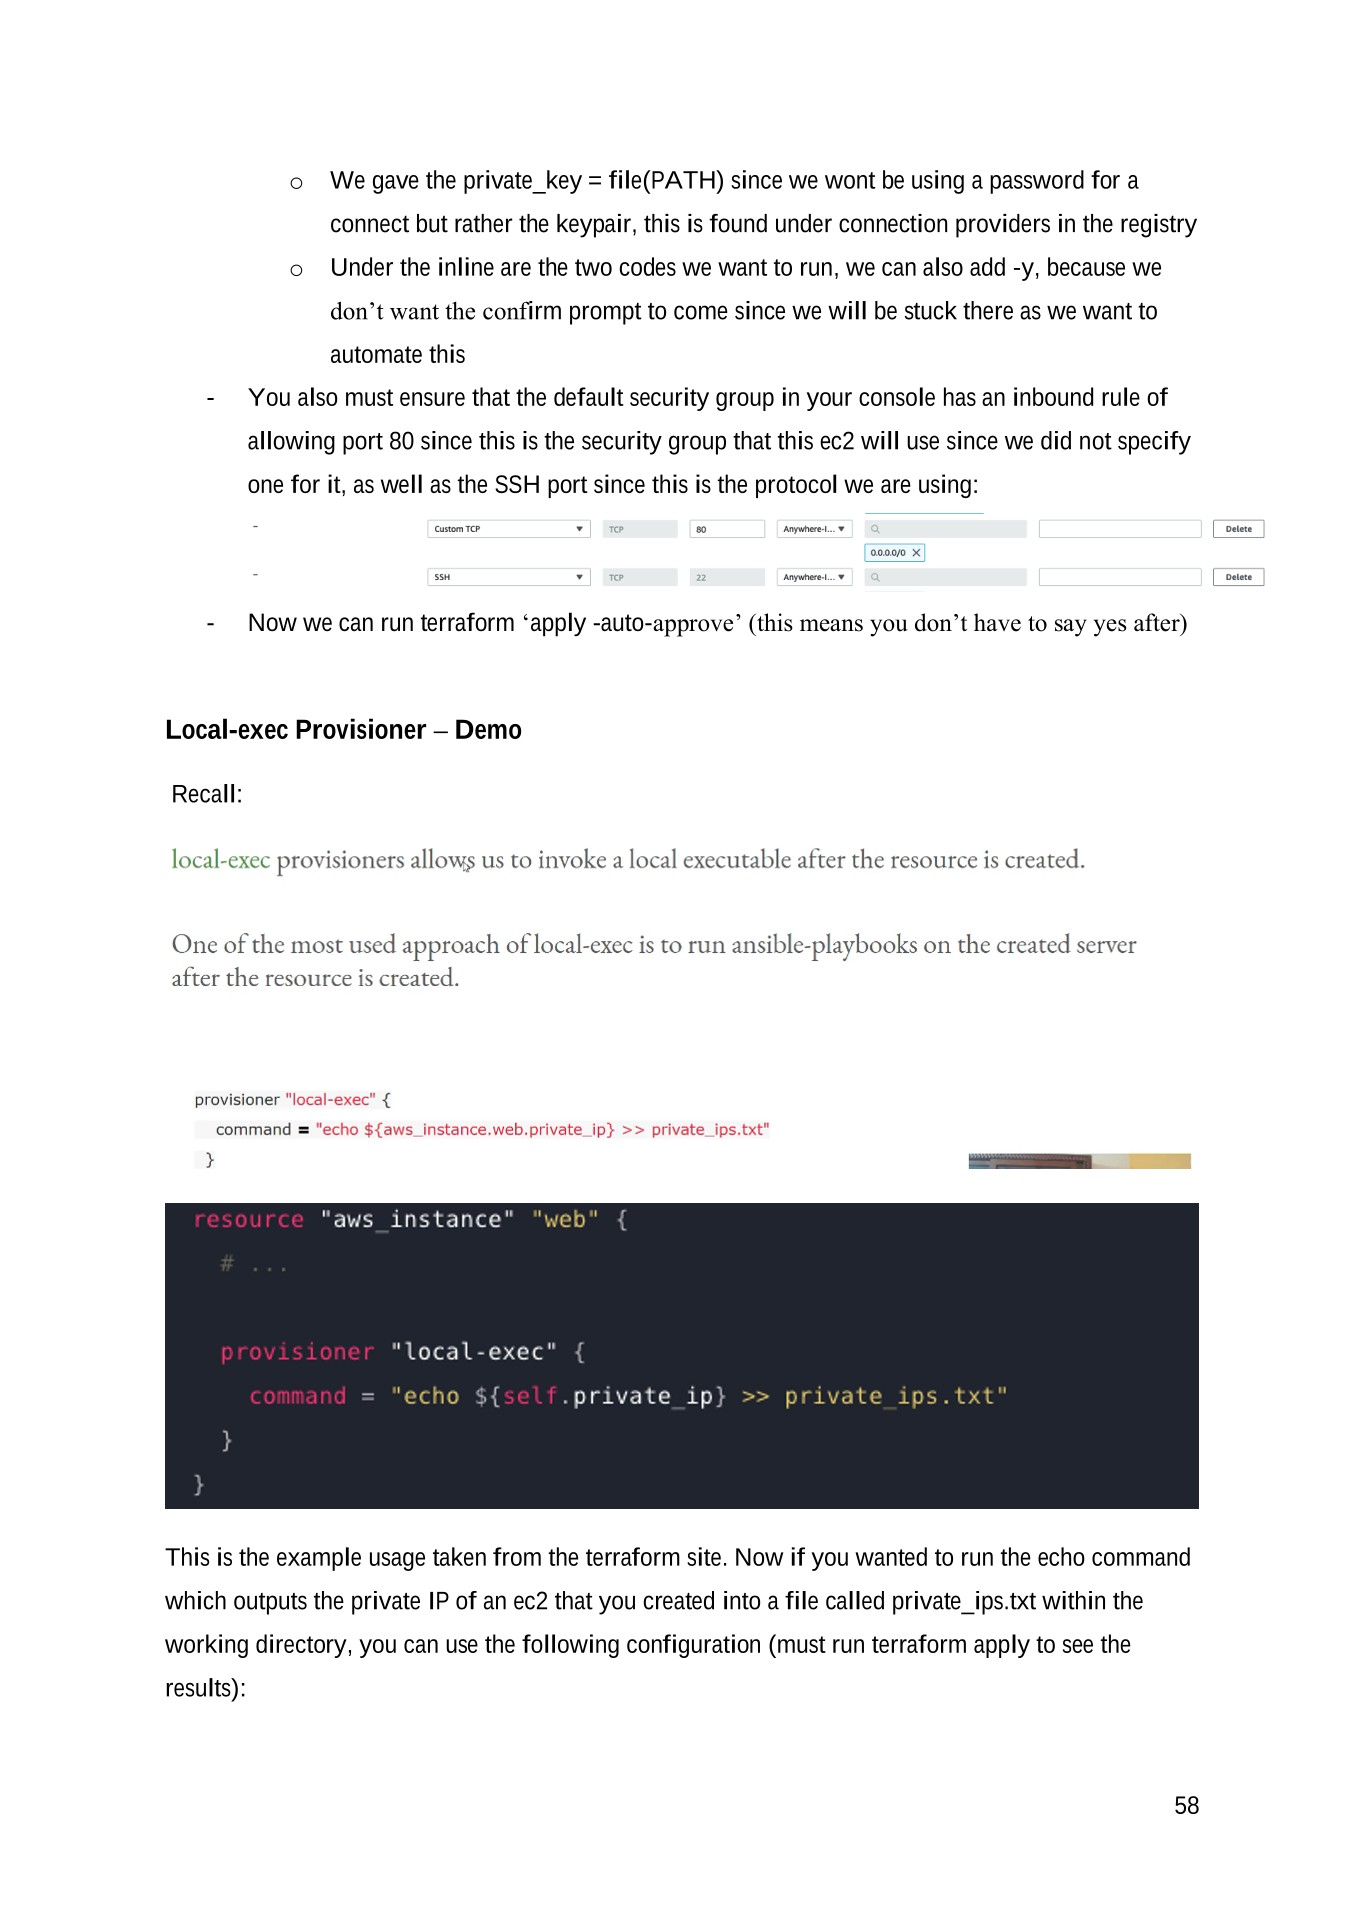 o We gave the private_key = file(PATH) since we wont be using a password for a
connect but rather the keypair, this is found under connection providers in the registry
o Under the inline are the two codes we want to run, we can also add -y, because we
don’t want the confirm prompt to come since we will be stuck there as we want to
automate this
- You also must ensure that the default security group in your console has an inbound rule of
allowing port 80 since this is the security group that this ec2 will use since we did not specify
one for it, as well as the SSH port since this is the protocol we are using:
- Custom TCP TCP 80 Anywhere-I... Delete
0.0.0.0/0
- SSH TCP 22 Anywhere-I... Delete
- Now we can run terraform ‘apply -auto-approve’ (this means you don’t have to say yes after)
Local-exec Provisioner – Demo
Recall:
local-exec provisioners allows us to invoke a local executable after the resource is created.
One of the most used approach of local-exec is to run ansible-playbooks on the created server
after the resource is created.
provisioner "local-exec" {
command = "echo ${aws_instance.web.private_ip} >> private_ips.txt"
}
resource "aws_instance" "web" {
# ...
provisioner "local-exec" {
command = "echo ${self.private_ip} >> private_ips.txt"
}
}
This is the example usage taken from the terraform site. Now if you wanted to run the echo command
which outputs the private IP of an ec2 that you created into a file called private_ips.txt within the
working directory, you can use the following configuration (must run terraform apply to see the
results):
58